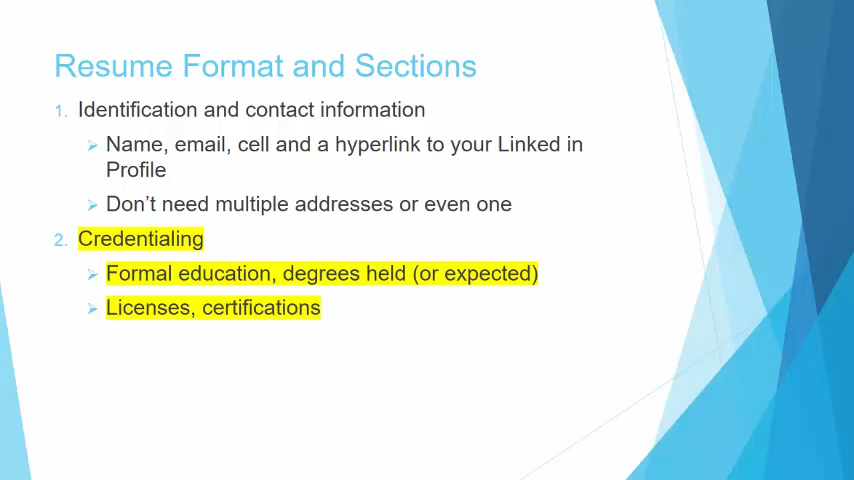 Resume Format and Sections
1. Identification and contact information
Name, email, cell and a hyperlink to your Linked in
Profile
Don't need multiple addresses or even one
2. Credentialing
Formal education, degrees held (or expected)
Licenses, certifications